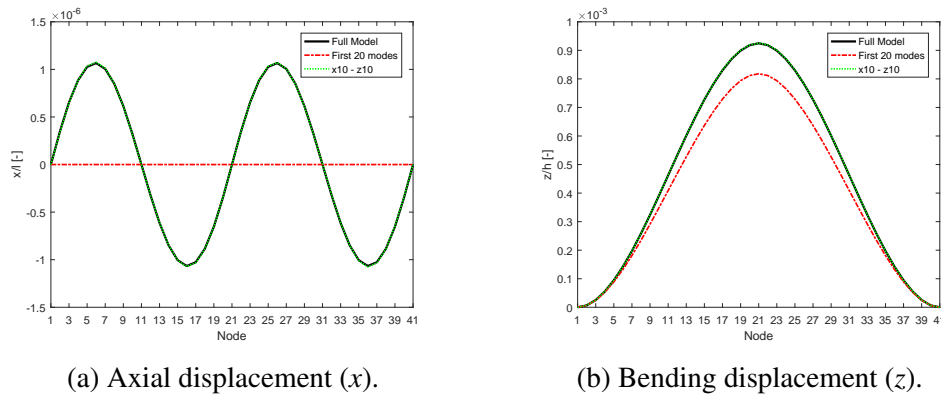 ×10⁻⁶
1.5
1
0.5
0
-0.5
-1
-1.5
x/l [-]
Full Model
First 20 modes
x10 - z10
1 3 5 7 9 11 13 15 17 19 21 23 25 27 29 31 33 35 37 39 41
Node
(a) Axial displacement (x).
×10⁻³
1
0.9
0.8
0.7
0.6
0.5
0.4
0.3
0.2
0.1
0
z/h [-]
Full Model
First 20 modes
x10 - z10
1 3 5 7 9 11 13 15 17 19 21 23 25 27 29 31 33 35 37 39 41
Node
(b) Bending displacement (z).